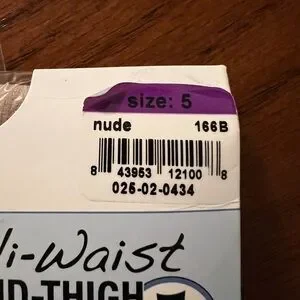 size: 5
nude 166B
8 43953 12100 8
025-02-0434
i-Waist
ID-THIGH